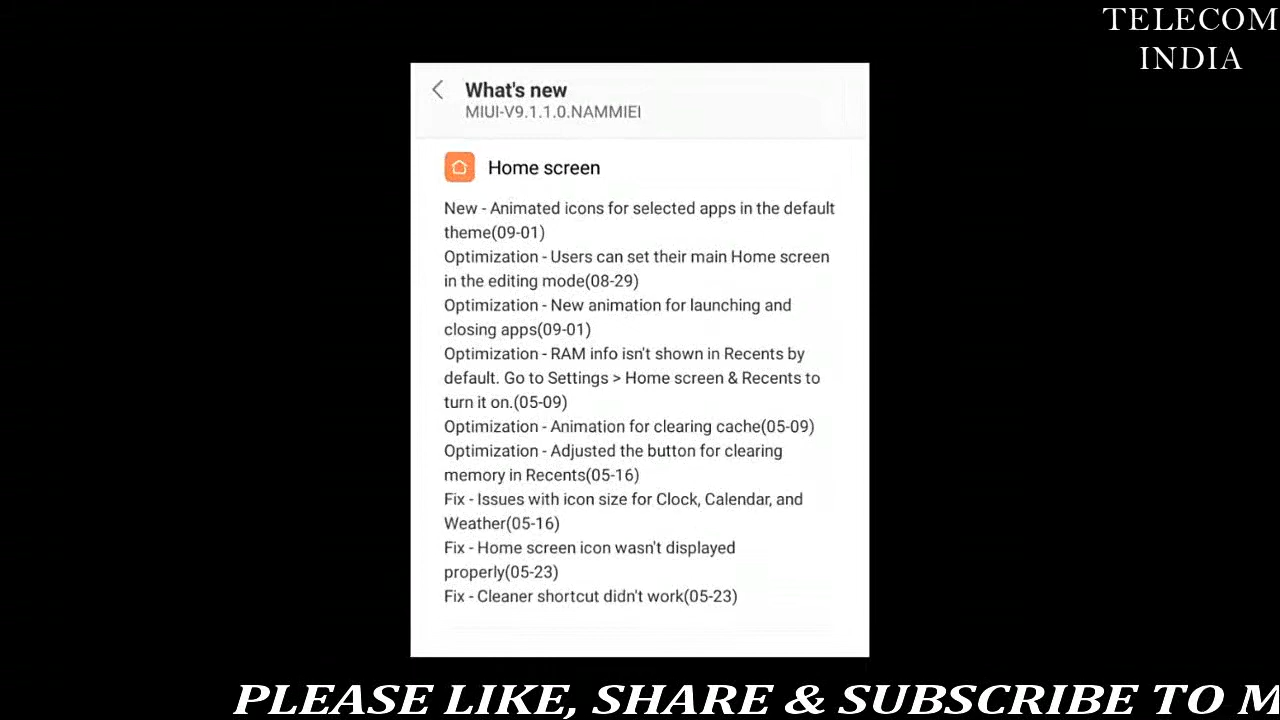 TELECOM
INDIA
What's new
MIUI-V9.1.1.0.NAMMIEI
Home screen
New - Animated icons for selected apps in the default
theme(09-01)
Optimization - Users can set their main Home screen
in the editing mode(08-29)
Optimization - New animation for launching and
closing apps(09-01)
Optimization - RAM info isn't shown in Recents by
default. Go to Settings > Home screen & Recents to
turn it on.(05-09)
Optimization - Animation for clearing cache(05-09)
Optimization - Adjusted the button for clearing
memory in Recents(05-16)
Fix - Issues with icon size for Clock, Calendar, and
Weather(05-16)
Fix - Home screen icon wasn't displayed
properly(05-23)
Fix - Cleaner shortcut didn't work(05-23)
PLEASE LIKE, SHARE & SUBSCRIBE TO M